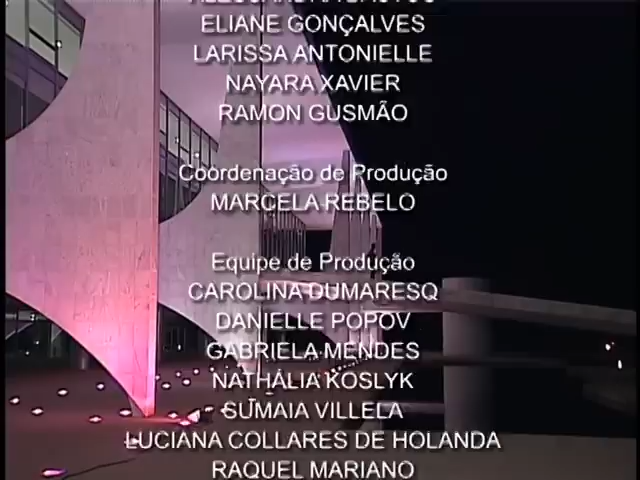 ELIANE GONÇALVES
LARISSA ANTONIELLE
NAYARA XAVIER
RAMON GUSMÃO
Coordenação de Produção
MARCELA REBELO
Equipe de Produção
CAROLINA DUMARESQ
DANIELLE POPOV
GABRIELA MENDES
NATHÁLIA KOSLYK
SUMAIA VILLELA
LUCIANA COLLARES DE HOLANDA
RAQUEL MARIANO